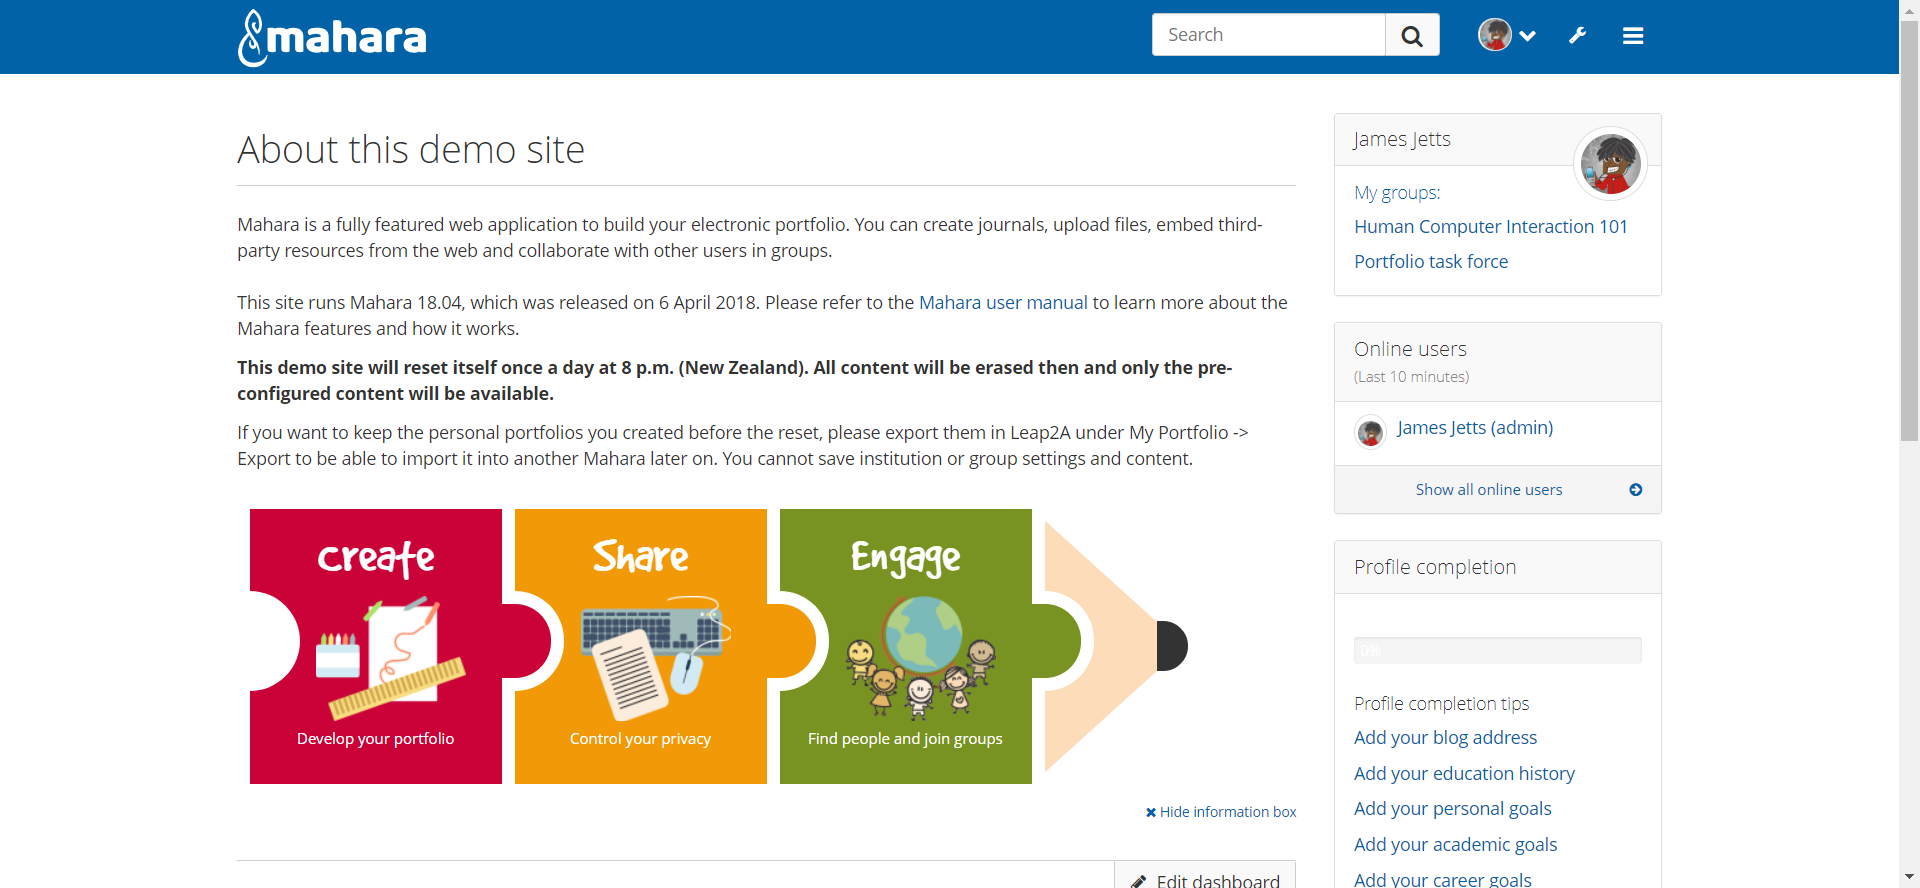 mahara
Search
About this demo site
Mahara is a fully featured web application to build your electronic portfolio. You can create journals, upload files, embed third-
party resources from the web and collaborate with other users in groups.
This site runs Mahara 18.04, which was released on 6 April 2018. Please refer to the Mahara user manual to learn more about the
Mahara features and how it works.
This demo site will reset itself once a day at 8 p.m. (New Zealand). All content will be erased then and only the pre-
configured content will be available.
If you want to keep the personal portfolios you created before the reset, please export them in Leap2A under My Portfolio ->
Export to be able to import it into another Mahara later on. You cannot save institution or group settings and content.
Create
Develop your portfolio
Share
Control your privacy
Engage
Find people and join groups
Hide information box
Edit dashboard
James Jetts
My groups:
Human Computer Interaction 101
Portfolio task force
Online users
(Last 10 minutes)
James Jetts (admin)
Show all online users
Profile completion
0%
Profile completion tips
Add your blog address
Add your education history
Add your personal goals
Add your academic goals
Add your career goals